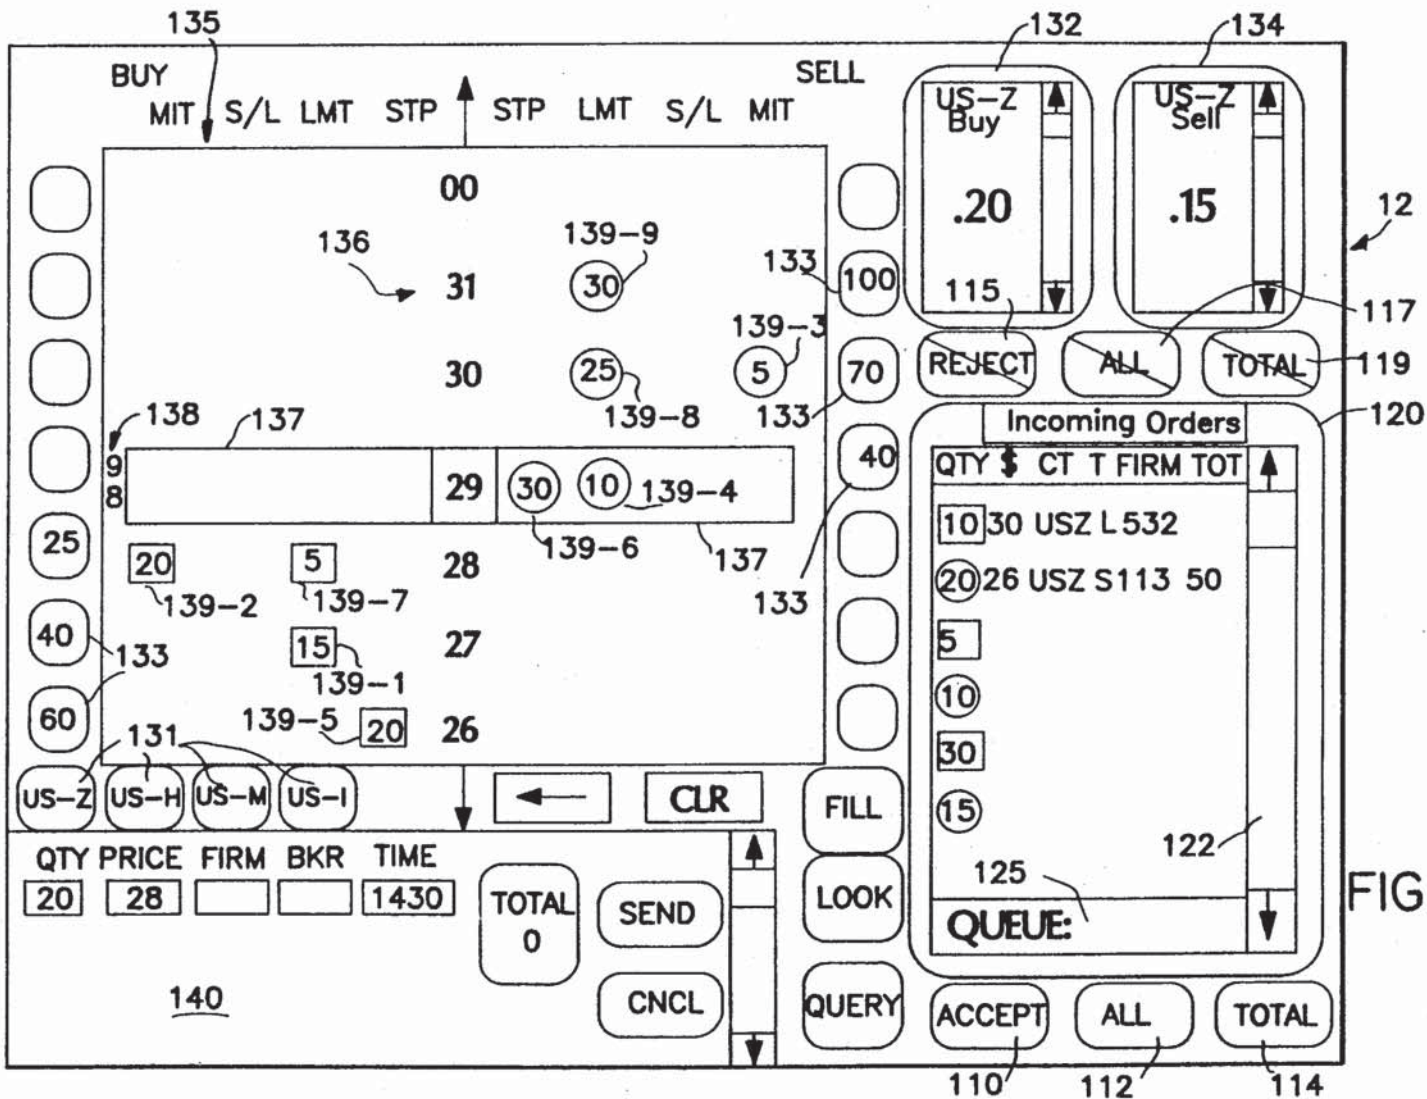 135
132
134
BUY
SELL
MIT S/L LMT STP STP LMT S/L MIT
US-Z
Buy
.20
US-Z
Sell
.15
12
00
136
139-9
31
30
133
100
115
117
139-3
30
25
5
70
REJECT
ALL
TOTAL
119
139-8
133
120
138
137
Incoming Orders
9
8
29
30
10
139-4
40
QTY $ CT T FIRM TOT
139-6
137
10 30 USZ L 532
25
20
5
28
133
20 26 USZ S113 50
139-2
139-7
40
133
15
27
5
139-1
10
60
139-5
20
26
30
131
US-Z
US-H
US-M
US-I
←
CLR
FILL
15
122
QTY PRICE FIRM BKR TIME
20 28 1430
TOTAL
0
SEND
LOOK
125
QUEUE:
FIG
140
CNCL
QUERY
ACCEPT
ALL
TOTAL
110
112
114